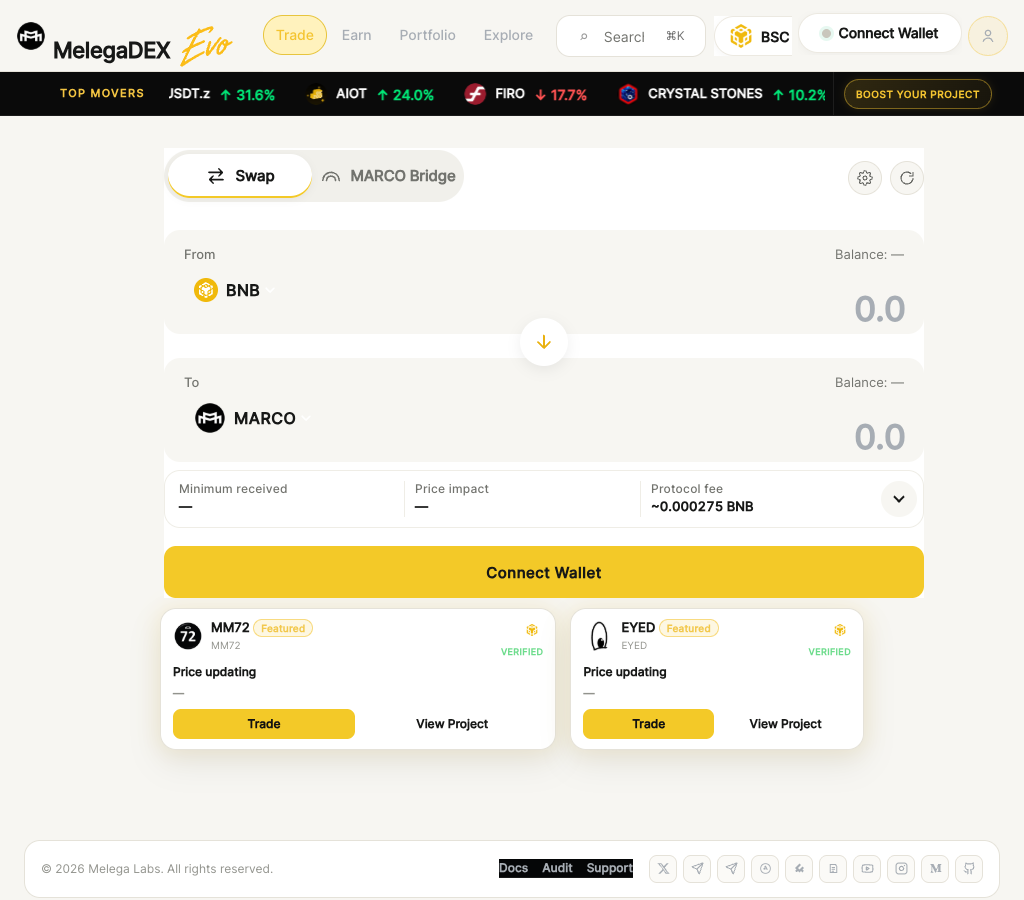 MelegaDEX Evo
Trade Earn Portfolio Explore
Searcl ⌘K
BSC
Connect Wallet
TOP MOVERS JSDT.z ↑ 31.6% AIOT ↑ 24.0% FIRO ↓ 17.7% CRYSTAL STONES ↑ 10.2% BOOST YOUR PROJECT
Swap MARCO Bridge
From Balance: —
BNB
0.0
To Balance: —
MARCO
0.0
Minimum received Price impact Protocol fee
— — ~0.000275 BNB
Connect Wallet
72 MM72 Featured
MM72
VERIFIED
Price updating
—
Trade View Project
EYED Featured
EYED
VERIFIED
Price updating
—
Trade View Project
© 2026 Melega Labs. All rights reserved. Docs Audit Support